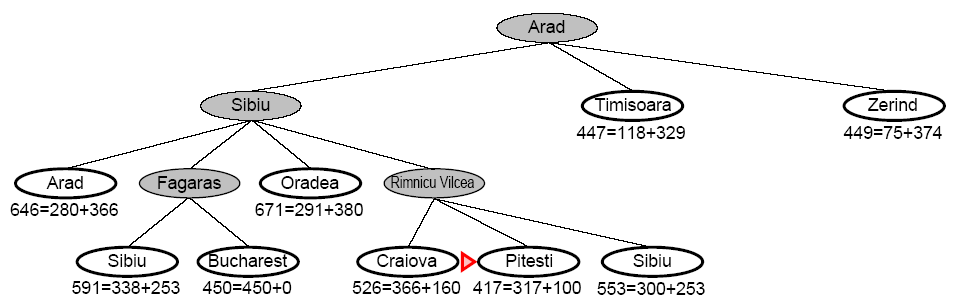 Arad
Sibiu
Timisoara
Zerind
447=118+329
449=75+374
Arad
Fagaras
Oradea
Rimnicu Vilcea
646=280+366
671=291+380
Sibiu
Bucharest
Craiova
Pitesti
Sibiu
591=338+253
450=450+0
526=366+160
417=317+100
553=300+253